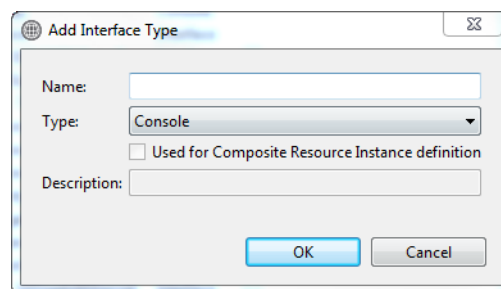 Add Interface Type
Name:
Type: Console
Used for Composite Resource Instance definition
Description:
OK Cancel